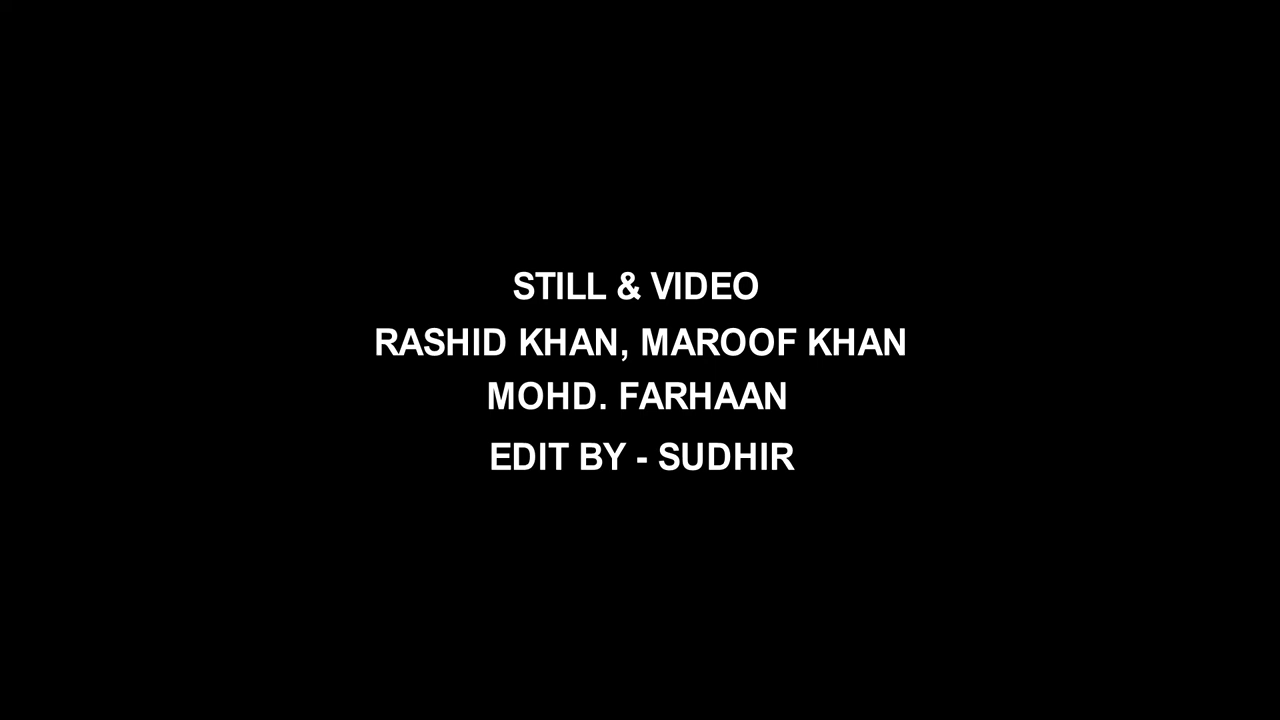 STILL & VIDEO
RASHID KHAN, MAROOF KHAN
MOHD. FARHAAN
EDIT BY - SUDHIR